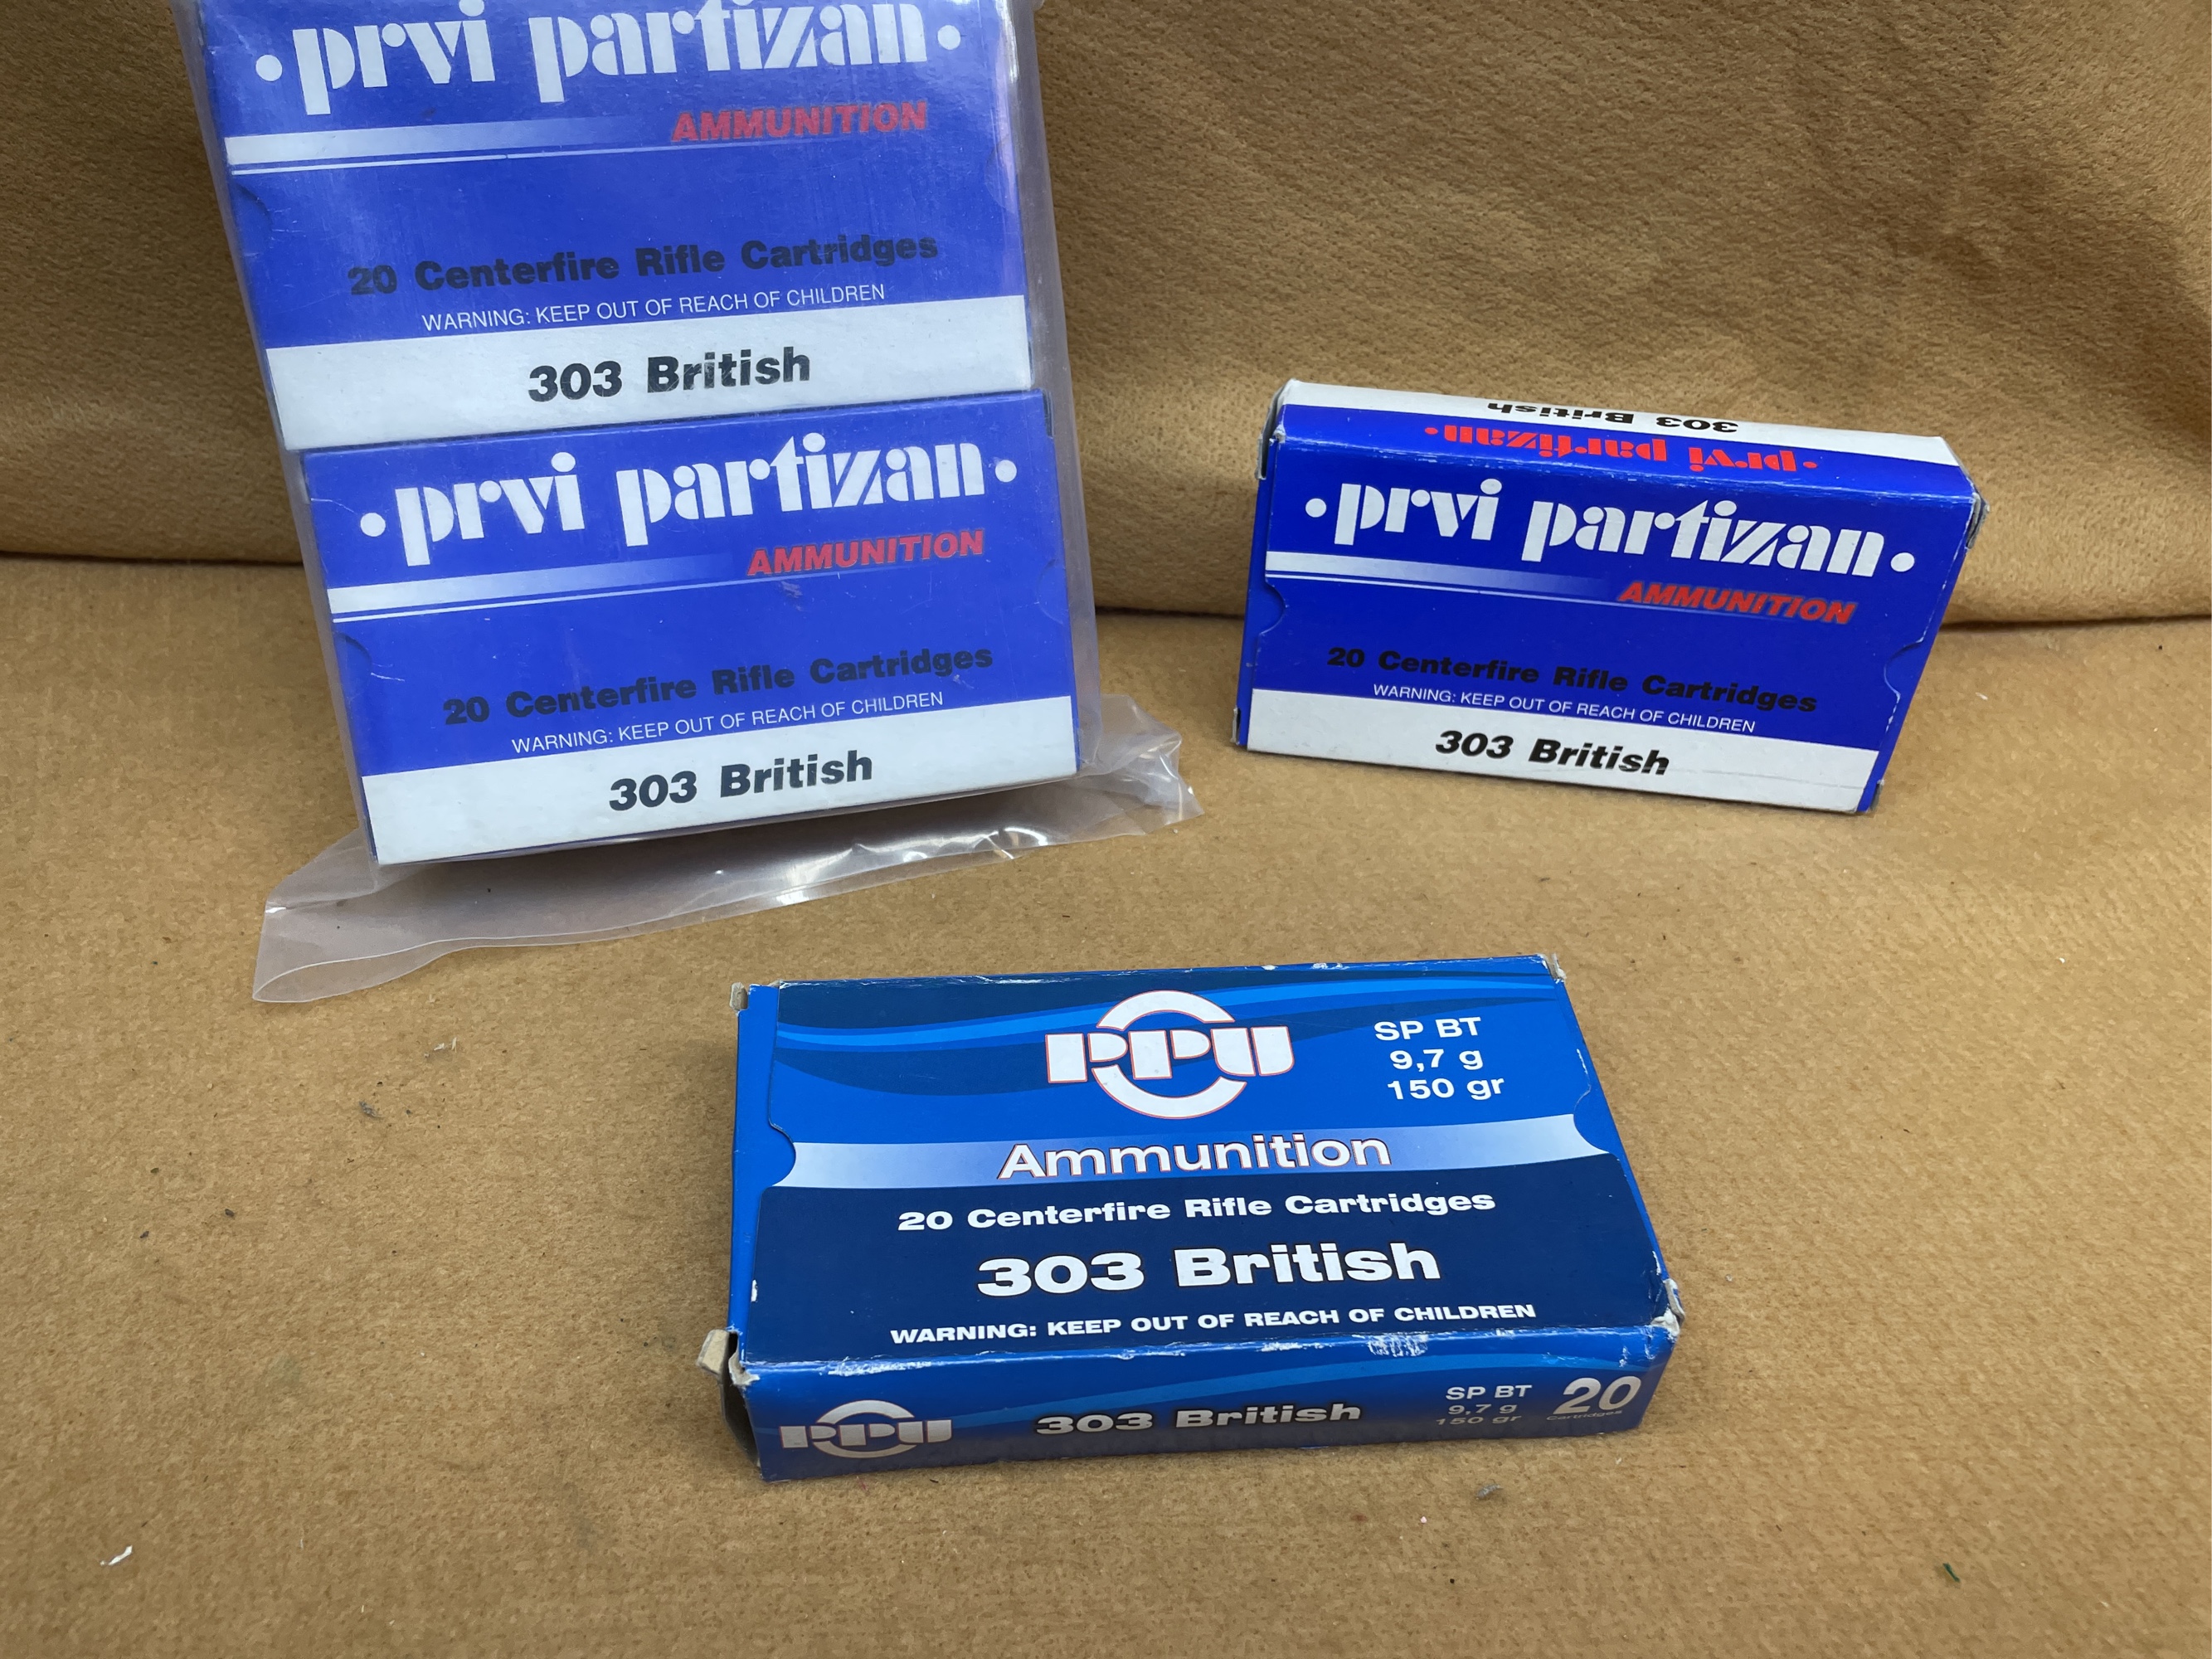 •prvi partizan•
AMMUNITION
20 Centerfire Rifle Cartridges
WARNING: KEEP OUT OF REACH OF CHILDREN
303 British
•prvi partizan•
AMMUNITION
20 Centerfire Rifle Cartridges
WARNING: KEEP OUT OF REACH OF CHILDREN
303 British
303 British
•prvi partizan•
•prvi partizan•
AMMUNITION
20 Centerfire Rifle Cartridges
WARNING: KEEP OUT OF REACH OF CHILDREN
303 British
PPU
SP BT
9,7 g
150 gr
Ammunition
20 Centerfire Rifle Cartridges
303 British
WARNING: KEEP OUT OF REACH OF CHILDREN
PPU
303 British
SP BT
9,7 g
150 gr
20
Cartridges